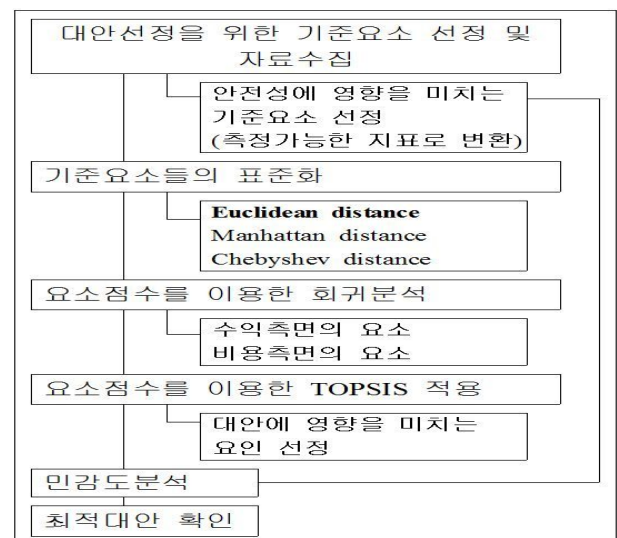 대안선정을 위한 기준요소 선정 및
자료수집
안전성에 영향을 미치는
기준요소 선정
(측정가능한 지표로 변환)
기준요소들의 표준화
Euclidean distance
Manhattan distance
Chebyshev distance
요소점수를 이용한 회귀분석
수익측면의 요소
비용측면의 요소
요소점수를 이용한 TOPSIS 적용
대안에 영향을 미치는
요인 선정
민감도분석
최적대안 확인